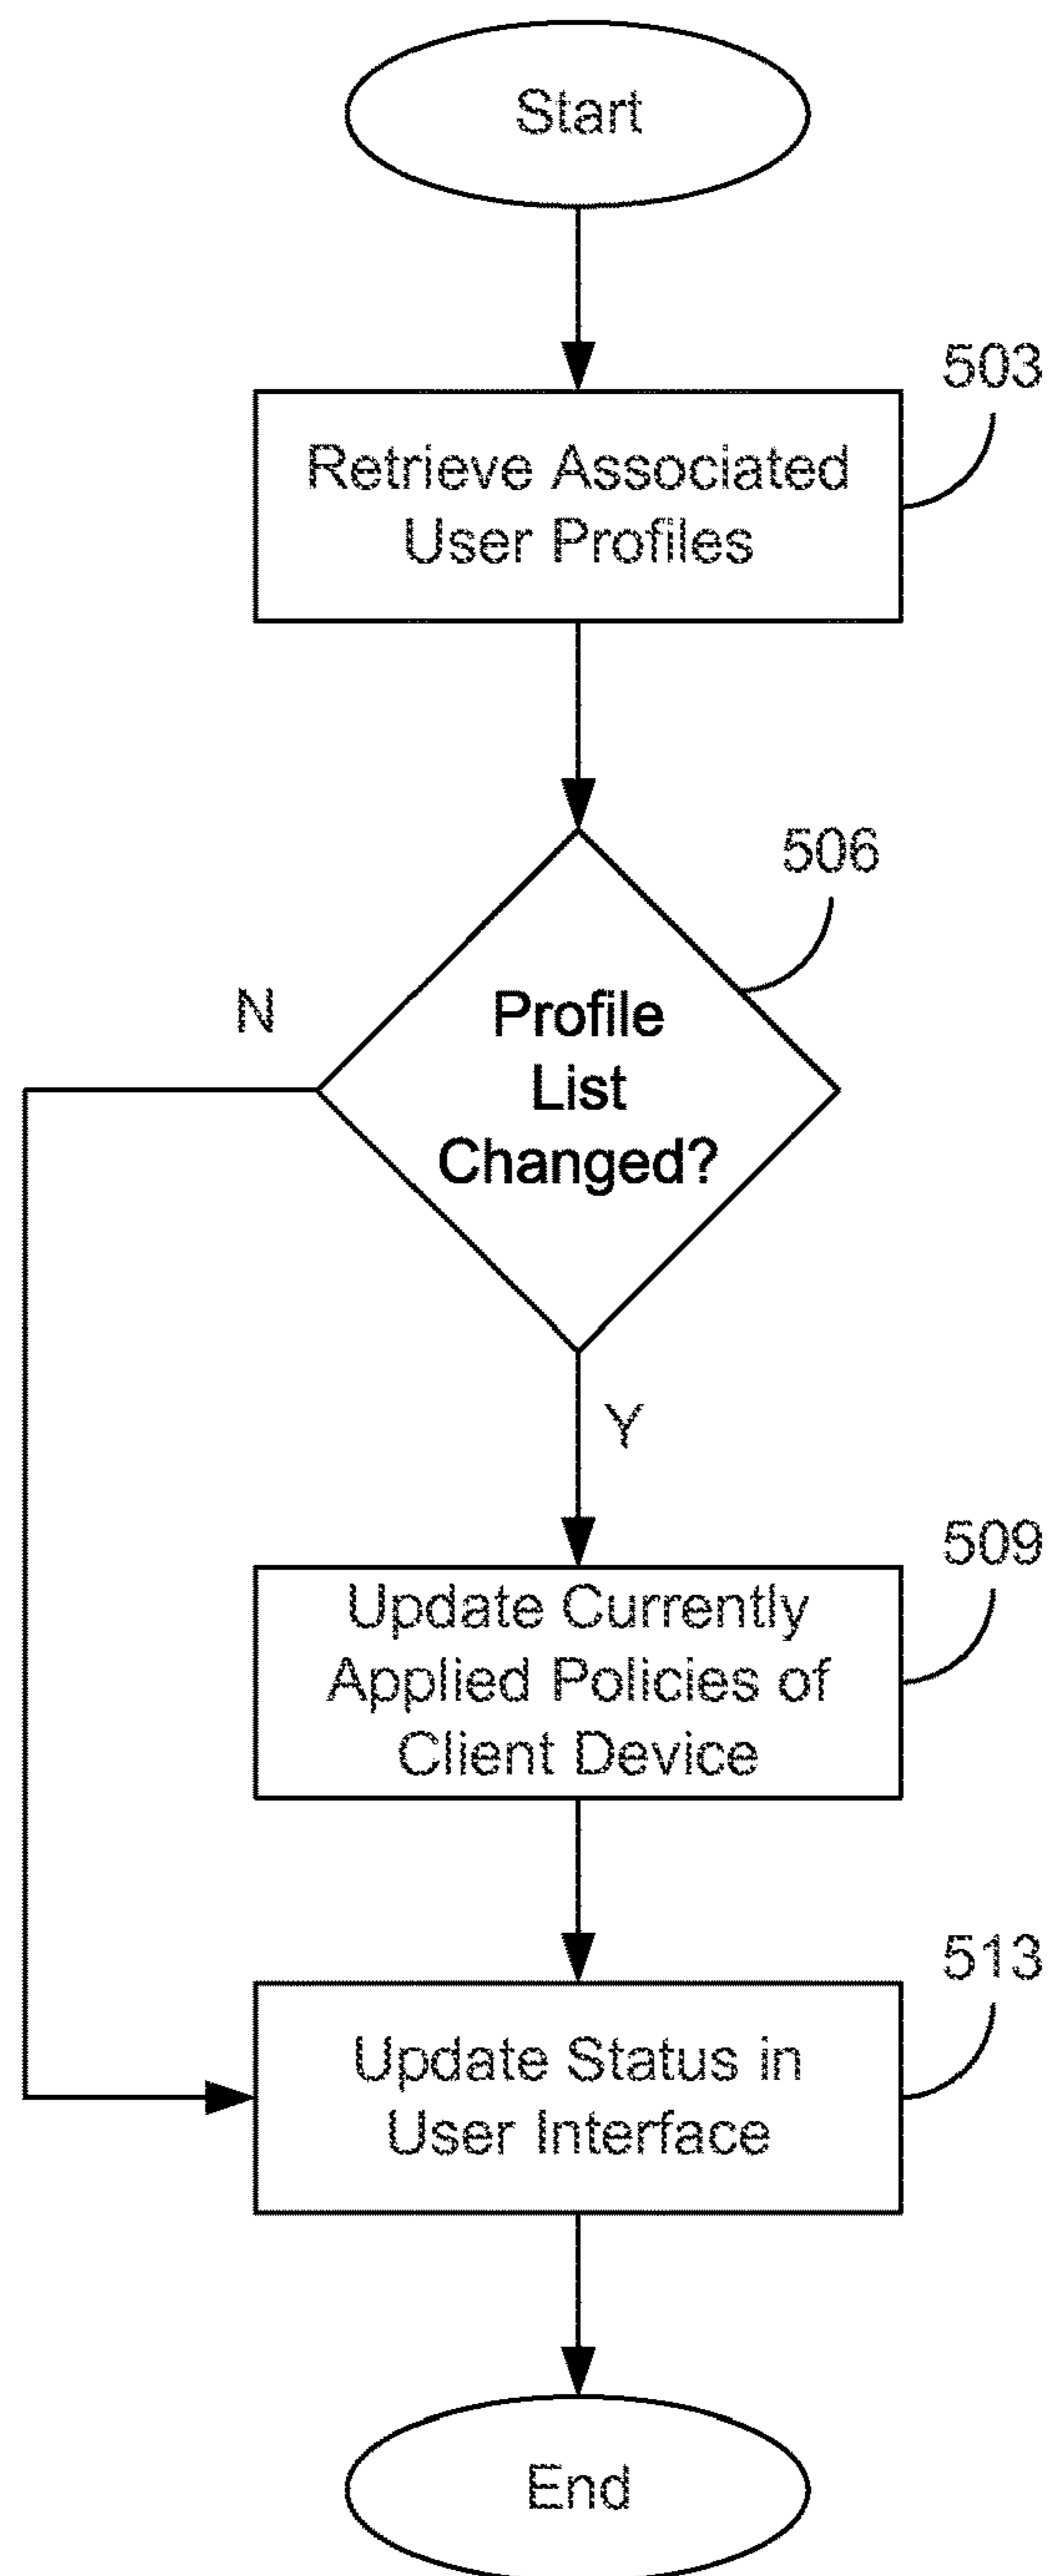 Start
503
Retrieve Associated
User Profiles
506
N
Profile
List
Changed?
Y
509
Update Currently
Applied Policies of
Client Device
513
Update Status in
User Interface
End